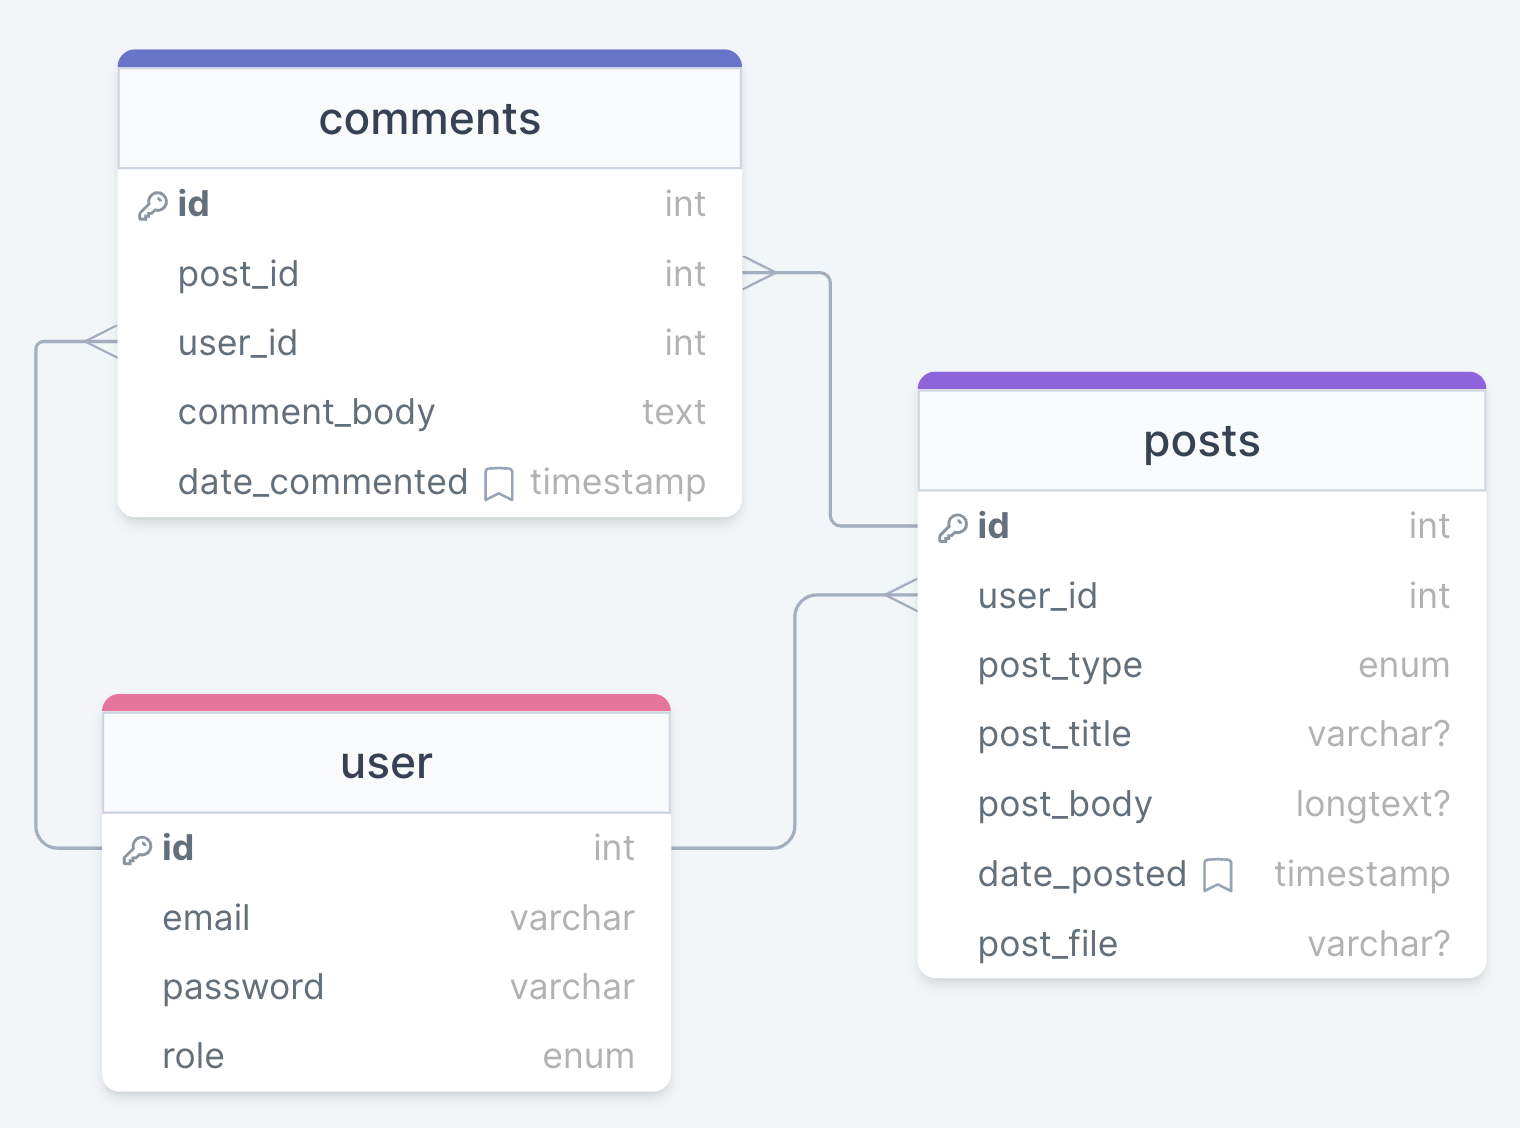 comments
id int
post_id int
user_id int
comment_body text
date_commented timestamp
posts
id int
user_id int
post_type enum
post_title varchar?
post_body longtext?
date_posted timestamp
post_file varchar?
user
id int
email varchar
password varchar
role enum